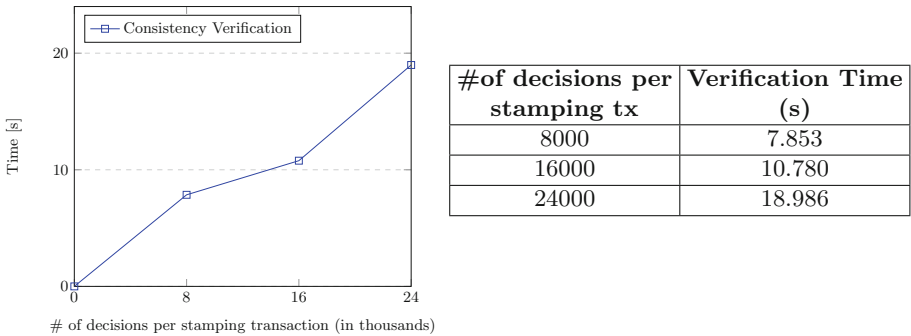 Consistency Verification
20
10
0
Time [s]
0 8 16 24
# of decisions per stamping transaction (in thousands)
#of decisions per stamping tx Verification Time (s)
8000 7.853
16000 10.780
24000 18.986